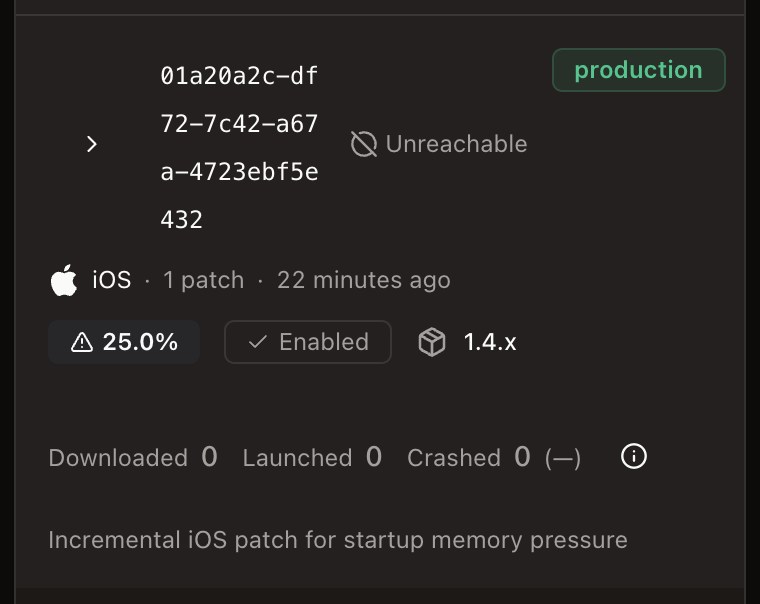 01a20a2c-df
72-7c42-a67
a-4723ebf5e
432
Unreachable
production
iOS · 1 patch · 22 minutes ago
25.0% Enabled 1.4.x
Downloaded 0 Launched 0 Crashed 0 (—)
Incremental iOS patch for startup memory pressure